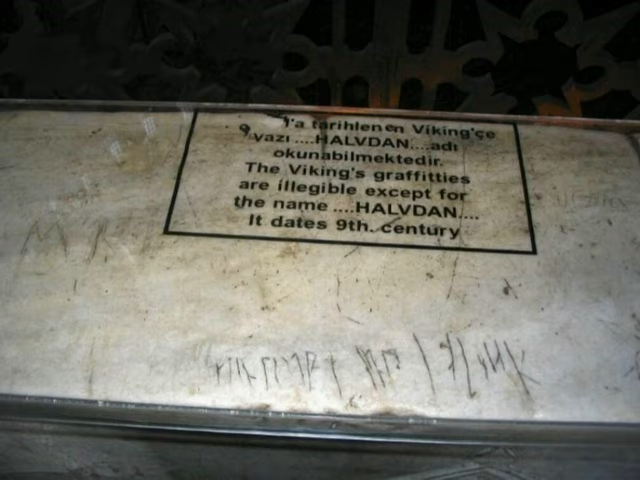 9 'a tarihlenen Viking'çe
yazı ....HALVDAN....adı
okunabilmektedir.
The Viking's graffitties
are illegible except for
the name ....HALVDAN....
It dates 9th. century